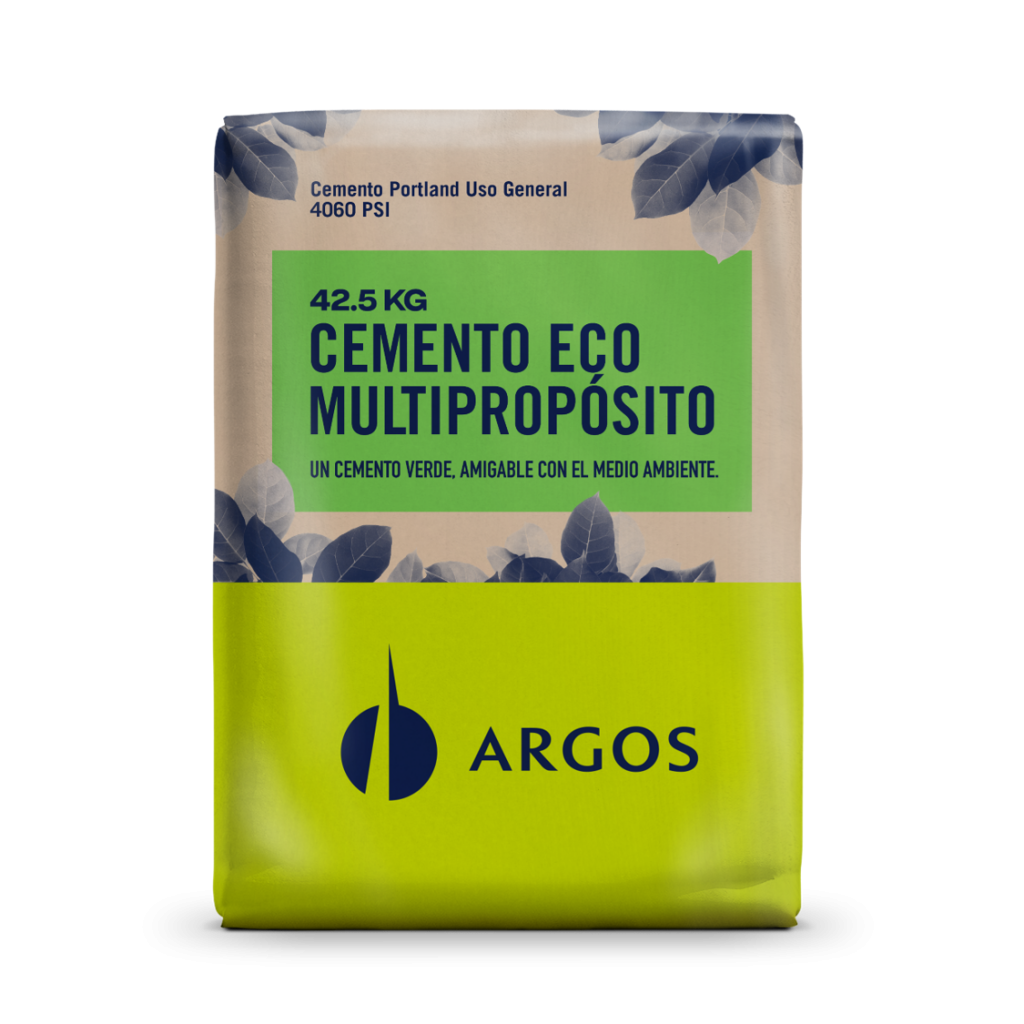 Cemento Portland Uso General
4060 PSI
42.5 KG
CEMENTO ECO
MULTIPROPÓSITO
UN CEMENTO VERDE, AMIGABLE CON EL MEDIO AMBIENTE.
ARGOS